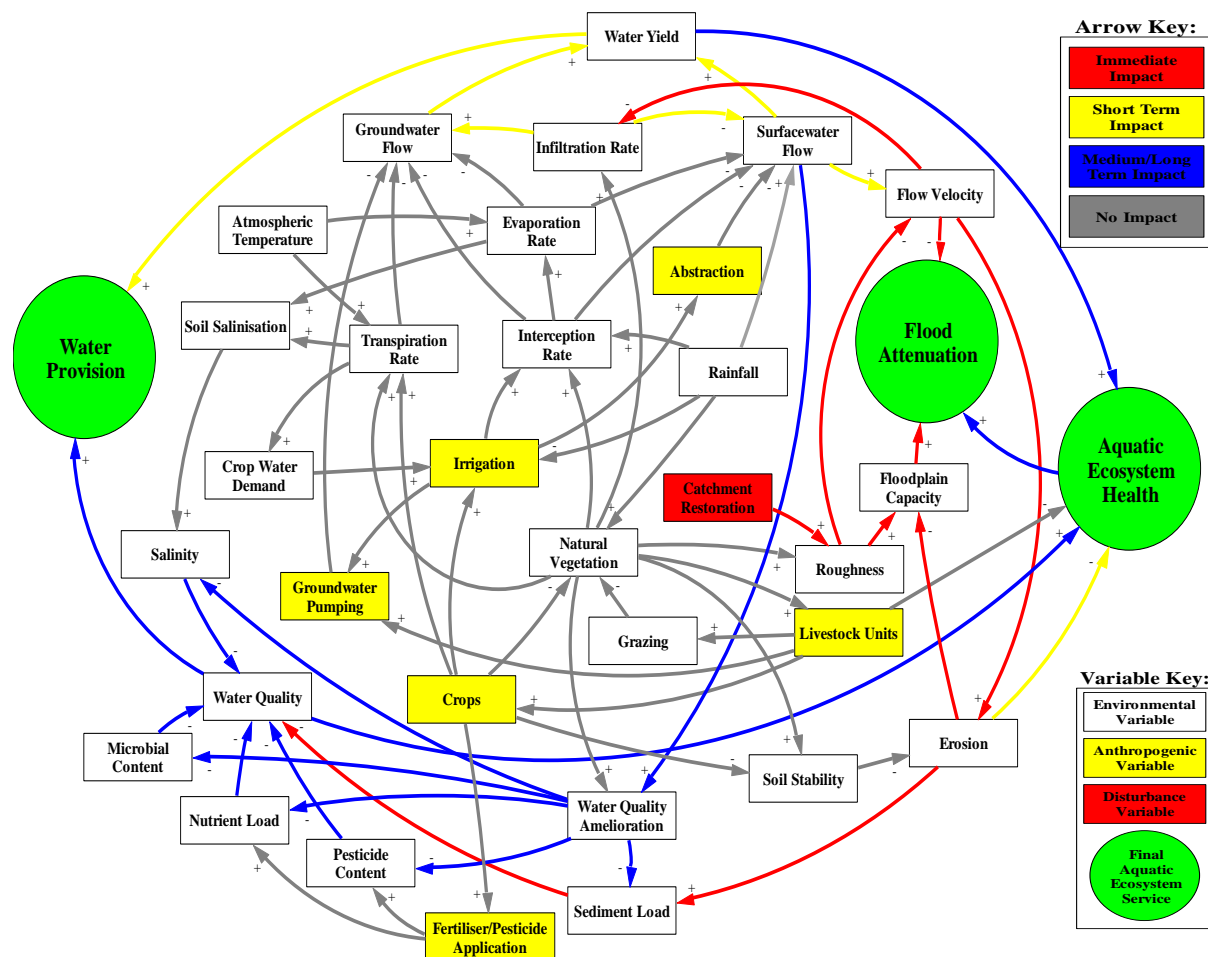 Water Yield
Arrow Key:
Immediate
Impact
Short Term
Impact
Medium/Long
Term Impact
No Impact
Groundwater
Flow
Infiltration Rate
Surfacewater
Flow
Flow Velocity
Atmospheric
Temperature
Evaporation
Rate
Abstraction
Water
Provision
Soil Salinisation
Transpiration
Rate
Interception
Rate
Rainfall
Flood
Attenuation
Crop Water
Demand
Irrigation
Catchment
Restoration
Floodplain
Capacity
Aquatic
Ecosystem
Health
Salinity
Groundwater
Pumping
Natural
Vegetation
Roughness
Grazing
Livestock Units
Water Quality
Crops
Variable Key:
Environmental
Variable
Anthropogenic
Variable
Disturbance
Variable
Final
Aquatic
Ecosystem
Service
Microbial
Content
Soil Stability
Erosion
Nutrient Load
Water Quality
Amelioration
Pesticide
Content
Sediment Load
Fertiliser/Pesticide
Application